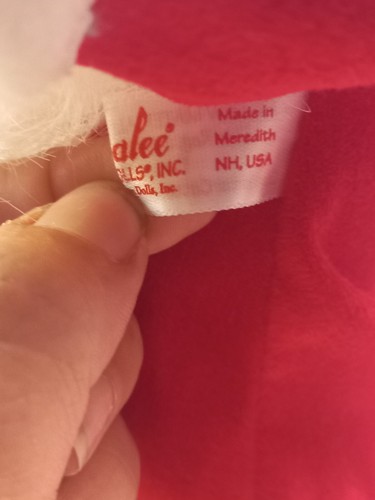 alee®
LLS®, INC.
Dolls, Inc.
Made in
Meredith
NH, USA